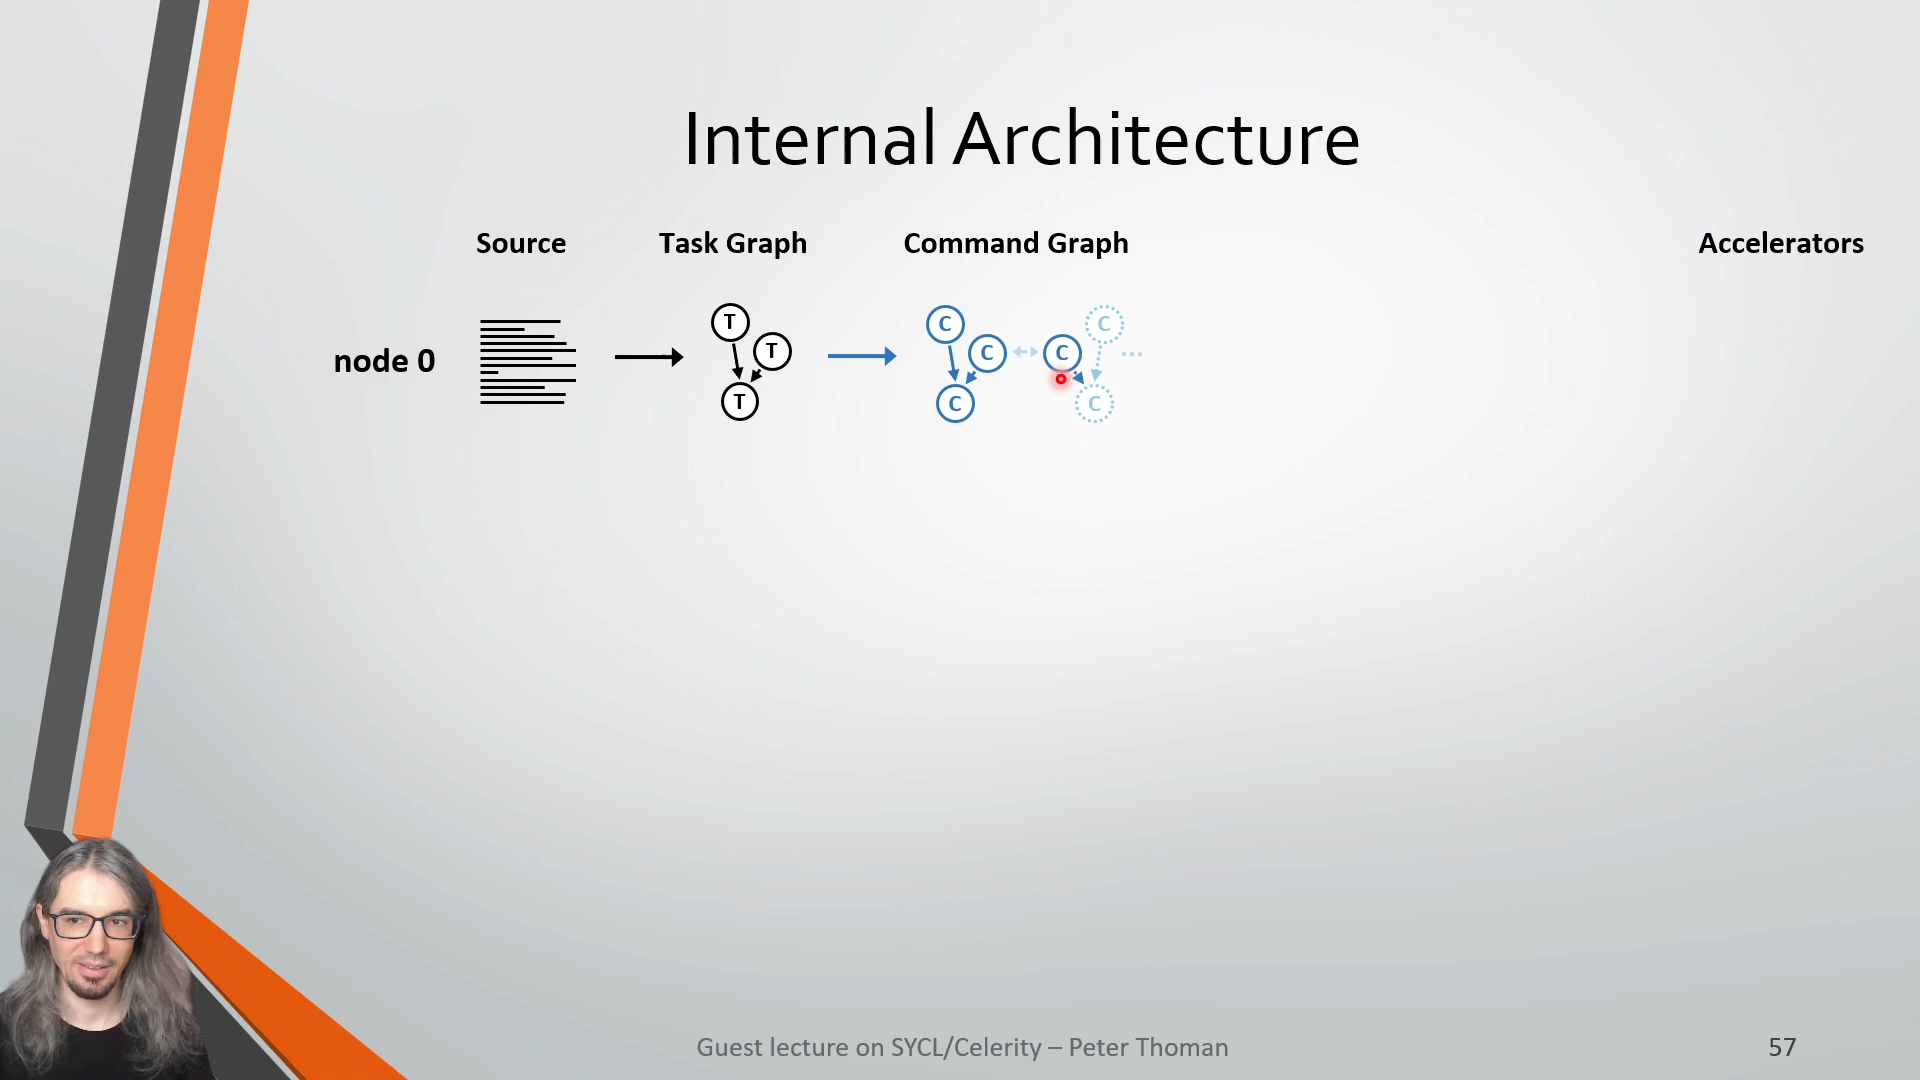 Internal Architecture
Source Task Graph Command Graph Accelerators
node 0
T T
T
C C C C ...
C C
Guest lecture on SYCL/Celerity – Peter Thoman 57